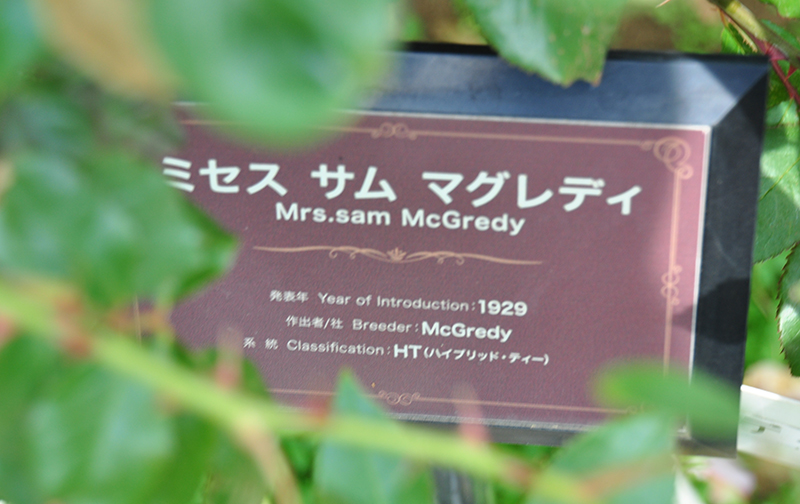 ミセス サム マグレディ
Mrs.sam McGredy
発表年 Year of Introduction:1929
作出者/社 Breeder:McGredy
系 統 Classification:HT(ハイブリッド・ティー)